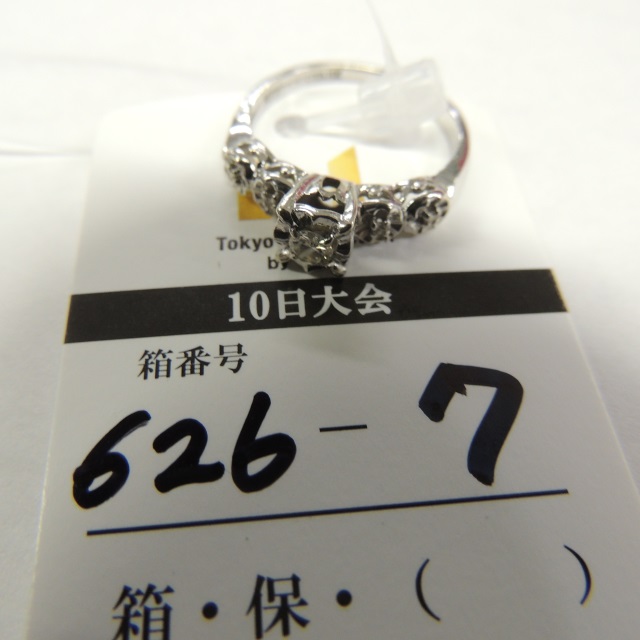 Tokyo
by
10日大会
箱番号
626-7
箱・保・( )